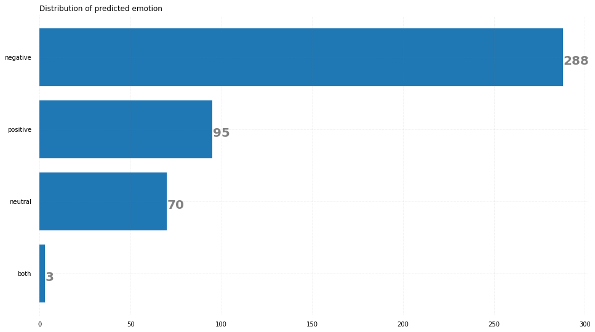 Distribution of predicted emotion
negative 288
positive 95
neutral 70
both 3
0 50 100 150 200 250 300